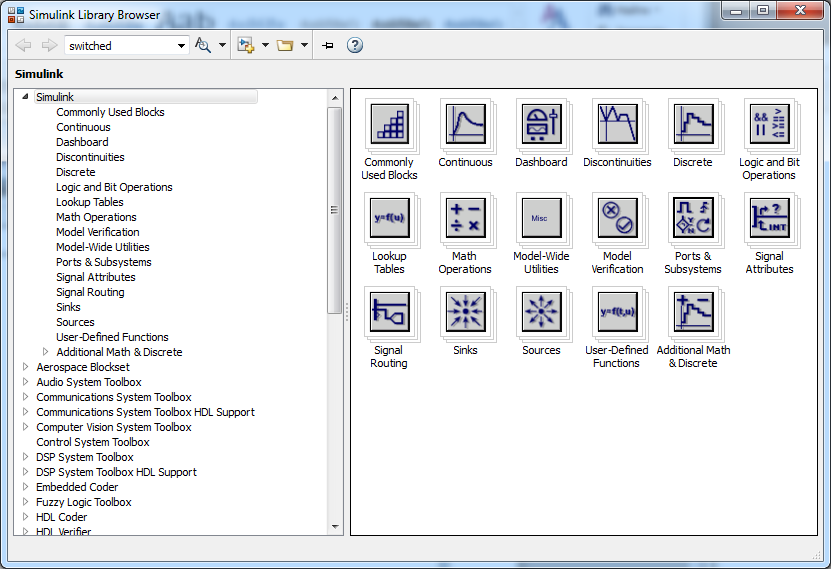 Simulink Library Browser
switched
Simulink
Simulink
Commonly Used Blocks
Continuous
Dashboard
Discontinuities
Discrete
Logic and Bit Operations
Lookup Tables
Math Operations
Model Verification
Model-Wide Utilities
Ports & Subsystems
Signal Attributes
Signal Routing
Sinks
Sources
User-Defined Functions
Additional Math & Discrete
Aerospace Blockset
Audio System Toolbox
Communications System Toolbox
Communications System Toolbox HDL Support
Computer Vision System Toolbox
Control System Toolbox
DSP System Toolbox
DSP System Toolbox HDL Support
Embedded Coder
Fuzzy Logic Toolbox
HDL Coder
HDL Verifier
&& >=
|| <=
Commonly Used Blocks
Continuous
Dashboard
Discontinuities
Discrete
Logic and Bit Operations
y=f(u)
+ −
÷ ×
Misc
? INT
Lookup Tables
Math Operations
Model-Wide Utilities
Model Verification
Ports & Subsystems
Signal Attributes
y=f(t,u)
+
−
Signal Routing
Sinks
Sources
User-Defined Functions
Additional Math & Discrete